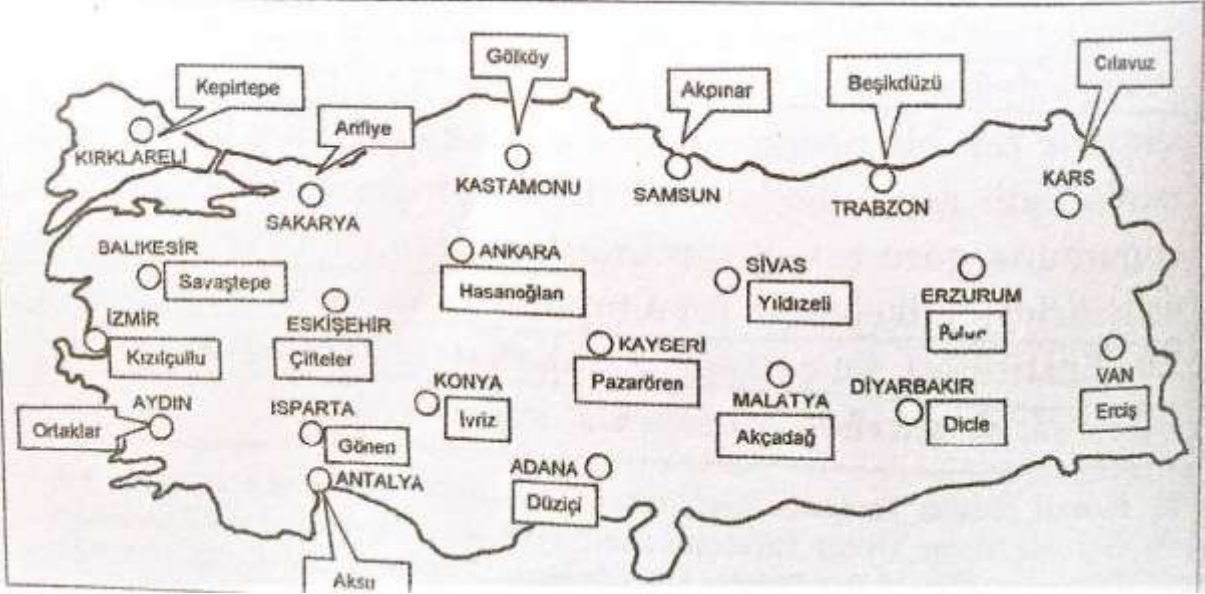 Gölköy
Cılavuz
Kepirtepe
Akpınar
Beşikdüzü
Arifiye
KIRKLARELİ
KASTAMONU
SAMSUN
TRABZON
KARS
SAKARYA
BALIKESİR
Savaştepe
ANKARA
Hasanoğlan
SİVAS
Yıldızeli
ERZURUM
Pulur
İZMİR
Kızılçullu
ESKİŞEHİR
Çifteler
KAYSERİ
Pazarören
VAN
Erciş
KONYA
İvriz
MALATYA
Akçadağ
DİYARBAKIR
Dicle
AYDIN
Ortaklar
ISPARTA
Gönen
ADANA
Düziçi
ANTALYA
Aksu